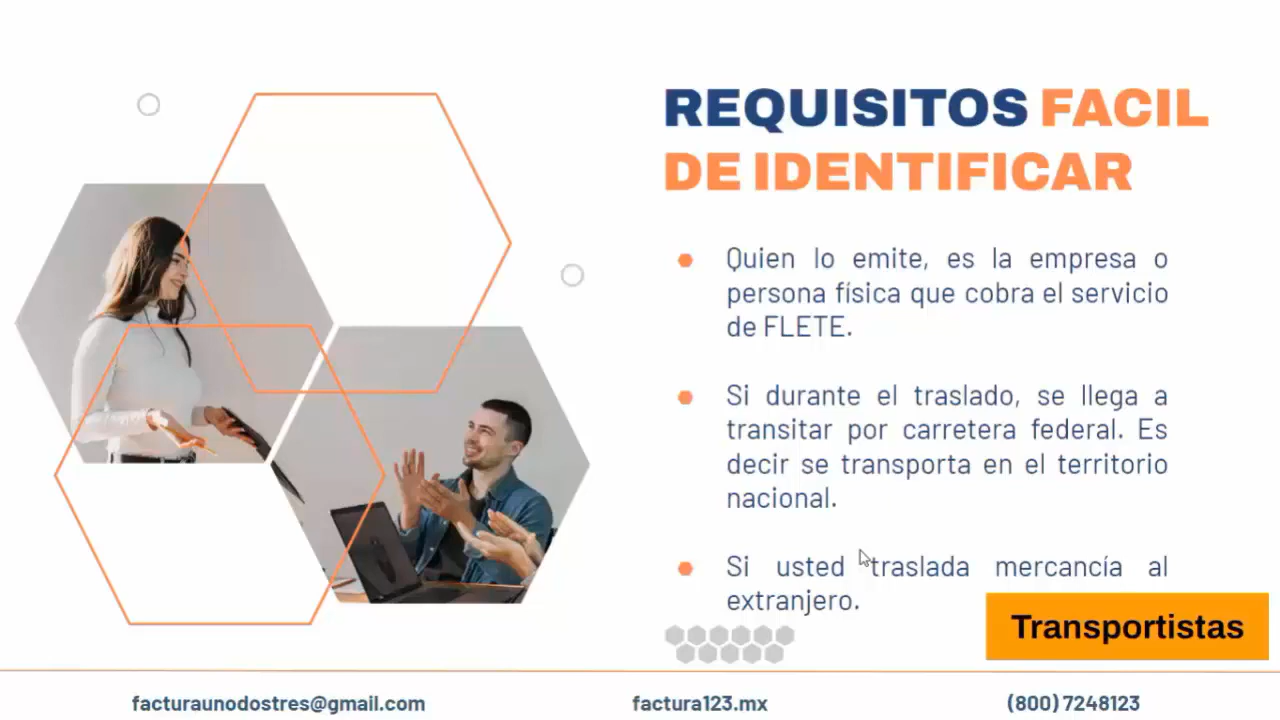 REQUISITOS FACIL
DE IDENTIFICAR
Quien lo emite, es la empresa o
persona física que cobra el servicio
de FLETE.
Si durante el traslado, se llega a
transitar por carretera federal. Es
decir se transporta en el territorio
nacional.
Si usted traslada mercancía al
extranjero.
Transportistas
facturaunodostres@gmail.com
factura123.mx
(800) 7248123